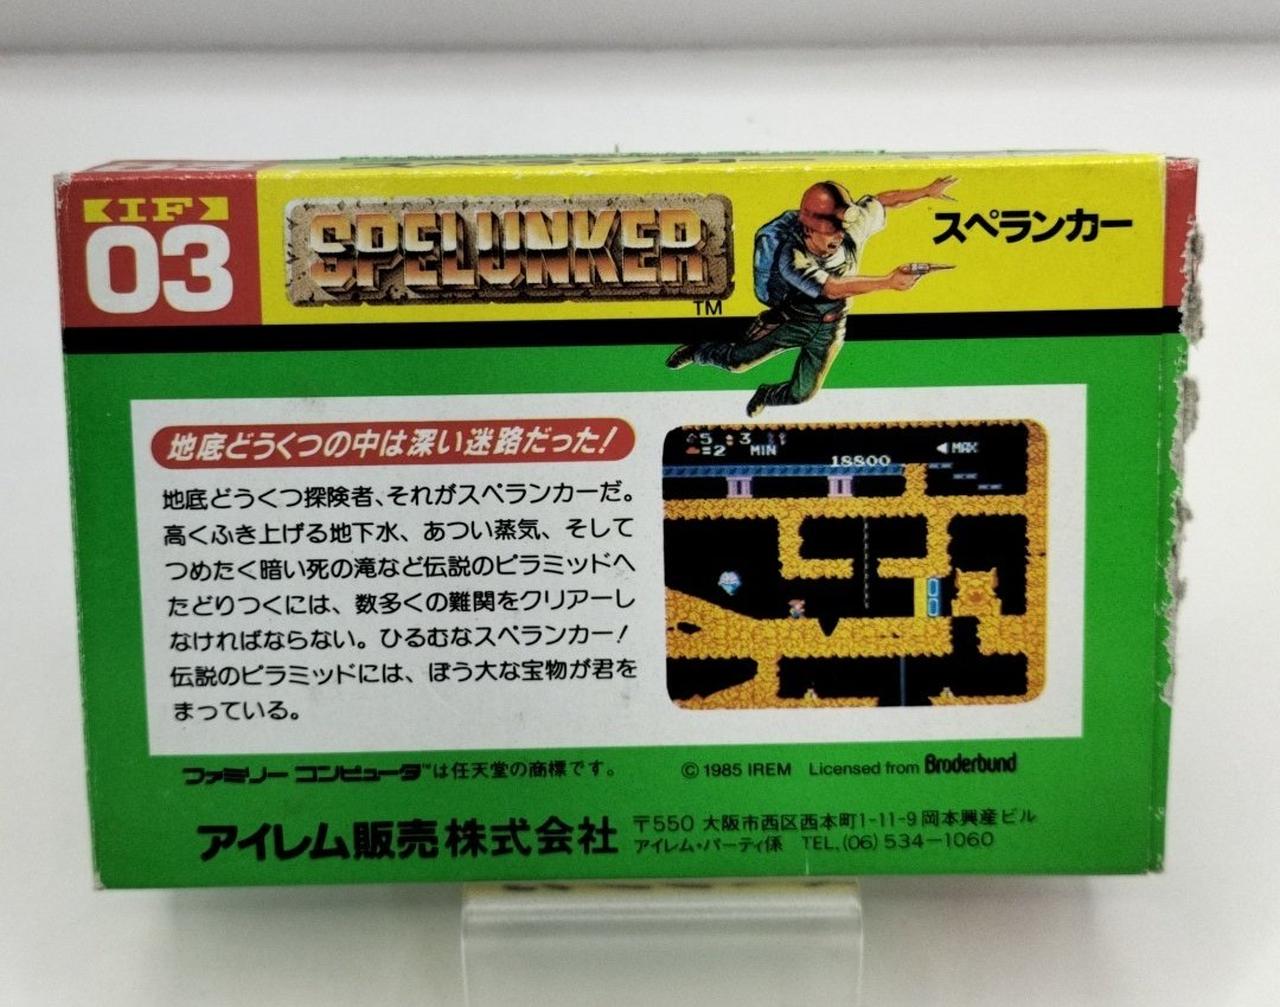 IF
03
SPELUNKER
TM
スペランカー
地底どうくつの中は深い迷路だった!
地底どうくつ探険者、それがスペランカーだ。
高くふき上げる地下水、あつい蒸気、そして
つめたく暗い死の滝など伝説のピラミッドへ
たどりつくには、数多くの難関をクリアーし
なければならない。ひるむなスペランカー!
伝説のピラミッドには、ぼう大な宝物が君を
まっている。
5 3
=2 MIN
18800
MAX
ファミリーコンピュータ™は任天堂の商標です。
© 1985 IREM Licensed from Brøderbund
アイレム販売株式会社
〒550 大阪市西区西本町1-11-9 岡本興産ビル
アイレム・パーティ係 TEL.(06)534-1060